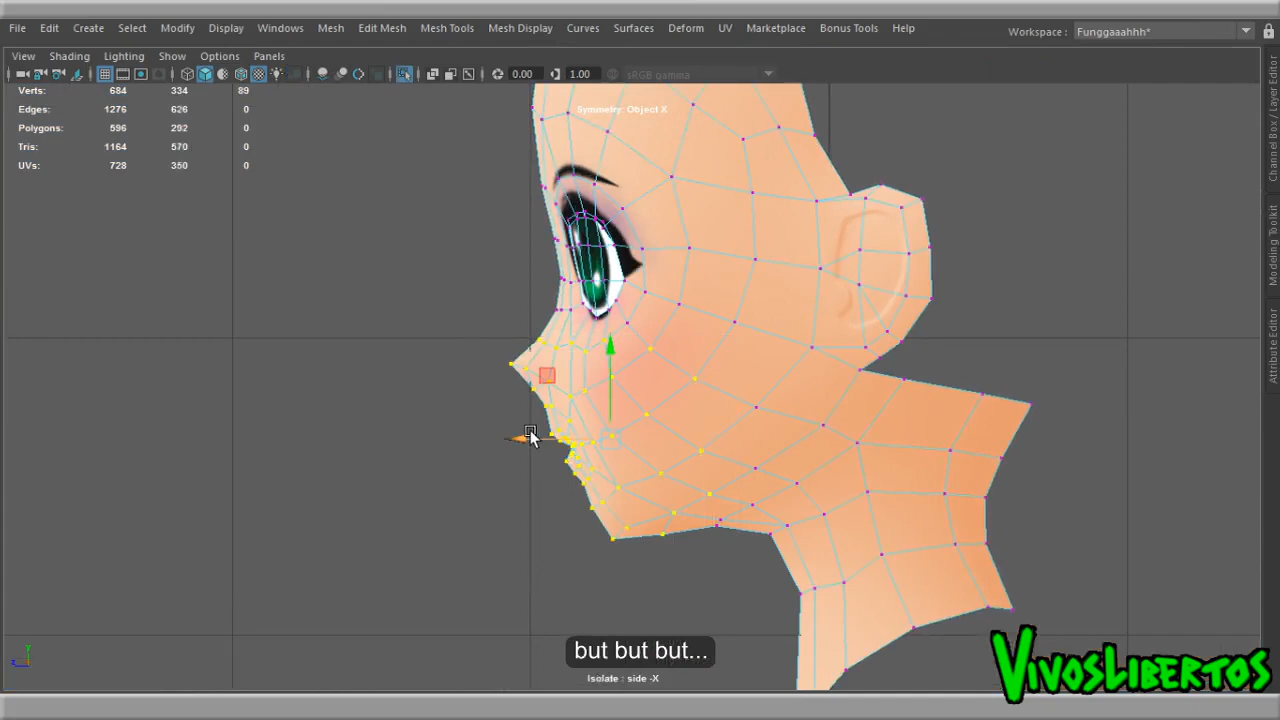 File Edit Create Select Modify Display Windows Mesh Edit Mesh Mesh Tools Mesh Display Curves Surfaces Deform UV Marketplace Bonus Tools Help Workspace : Funggaaahhh*
View Shading Lighting Show Options Panels
0.00 1.00 sRGB gamma
Verts: 684 334 89
Edges: 1276 626 0
Polygons: 596 292 0
Tris: 1164 570 0
UVs: 728 350 0
Symmetry: Object X
Channel Box / Layer Editor
Modeling Toolkit
Attribute Editor
but but but...
Isolate : side -X
y
z
VivosLibertos